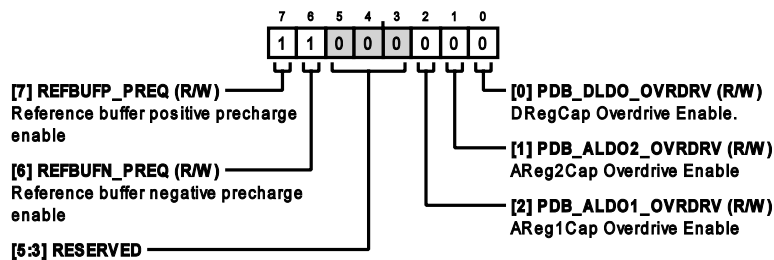 7 6 5 4 3 2 1 0
1 1 0 0 0 0 0 0
[7] REFBUFP_PREQ (R/W)
Reference buffer positive precharge
enable
[6] REFBUFN_PREQ (R/W)
Reference buffer negative precharge
enable
[5:3] RESERVED
[0] PDB_DLDO_OVRDRV (R/W)
DRegCap Overdrive Enable.
[1] PDB_ALDO2_OVRDRV (R/W)
AReg2Cap Overdrive Enable
[2] PDB_ALDO1_OVRDRV (R/W)
AReg1Cap Overdrive Enable